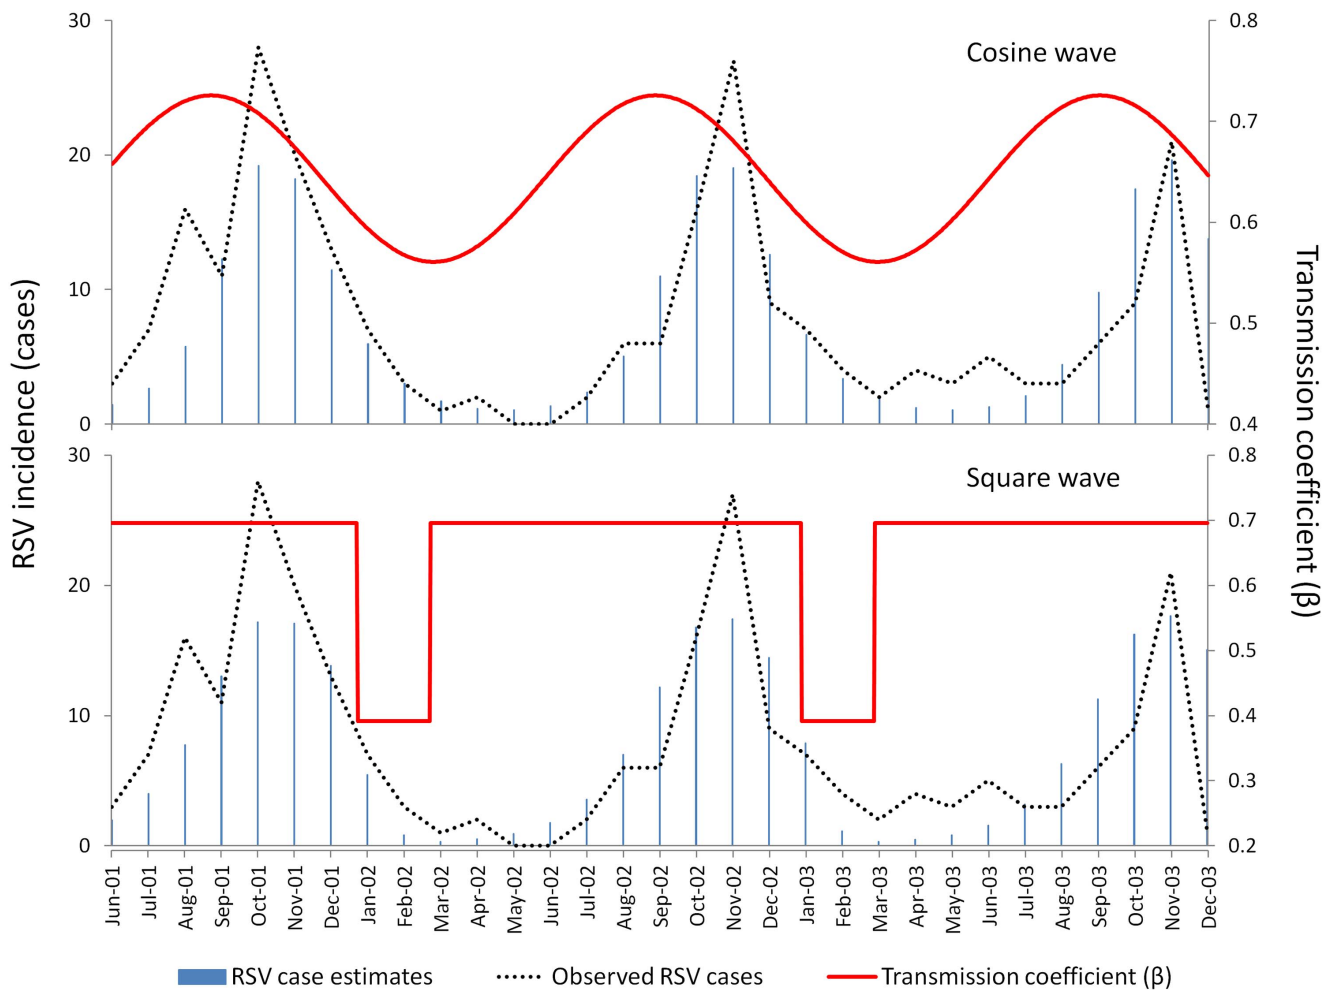 30
20
10
0
0.8
0.7
0.6
0.5
0.4
Cosine wave
RSV incidence (cases)
Transmission coefficient (β)
30
20
10
0
0.8
0.7
0.6
0.5
0.4
0.3
0.2
Square wave
Jun-01
Jul-01
Aug-01
Sep-01
Oct-01
Nov-01
Dec-01
Jan-02
Feb-02
Mar-02
Apr-02
May-02
Jun-02
Jul-02
Aug-02
Sep-02
Oct-02
Nov-02
Dec-02
Jan-03
Feb-03
Mar-03
Apr-03
May-03
Jun-03
Jul-03
Aug-03
Sep-03
Oct-03
Nov-03
Dec-03
RSV case estimates
Observed RSV cases
Transmission coefficient (β)